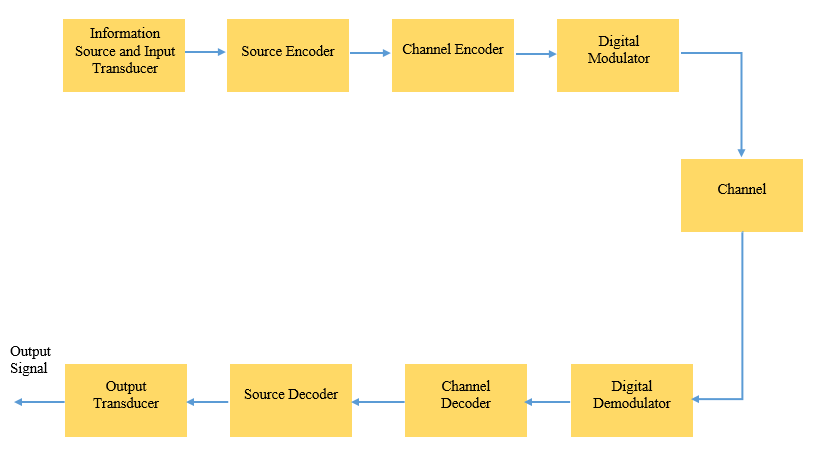 Information
Source and Input
Transducer
Source Encoder
Channel Encoder
Digital
Modulator
Channel
Output
Signal
Output
Transducer
Source Decoder
Channel
Decoder
Digital
Demodulator